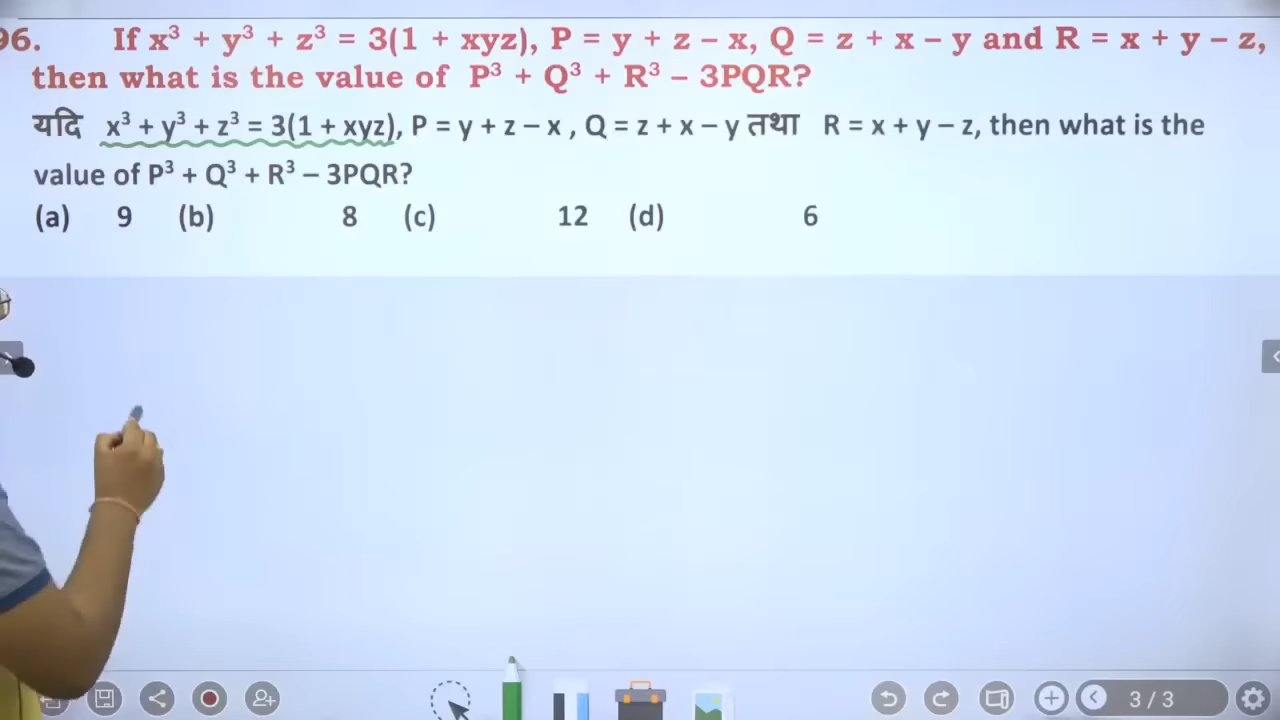 96. If x³ + y³ + z³ = 3(1 + xyz), P = y + z – x, Q = z + x – y and R = x + y – z,
then what is the value of P³ + Q³ + R³ – 3PQR?
यदि x³ + y³ + z³ = 3(1 + xyz), P = y + z – x , Q = z + x – y तथा R = x + y – z, then what is the
value of P³ + Q³ + R³ – 3PQR?
(a) 9 (b) 8 (c) 12 (d) 6
3 / 3